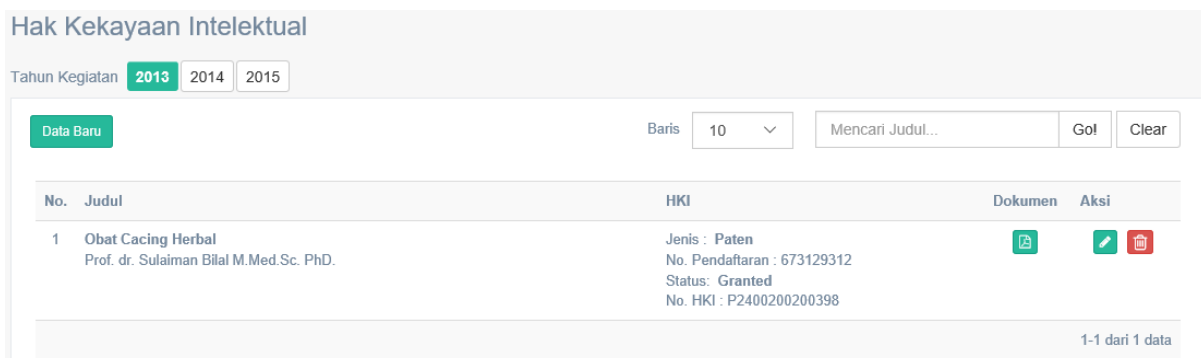 Hak Kekayaan Intelektual
Tahun Kegiatan 2013 2014 2015
Data Baru Baris 10 Mencari Judul... Go! Clear
No. Judul HKI Dokumen Aksi
1 Obat Cacing Herbal Jenis : Paten
Prof. dr. Sulaiman Bilal M.Med.Sc. PhD. No. Pendaftaran : 673129312
Status: Granted
No. HKI : P2400200200398
1-1 dari 1 data